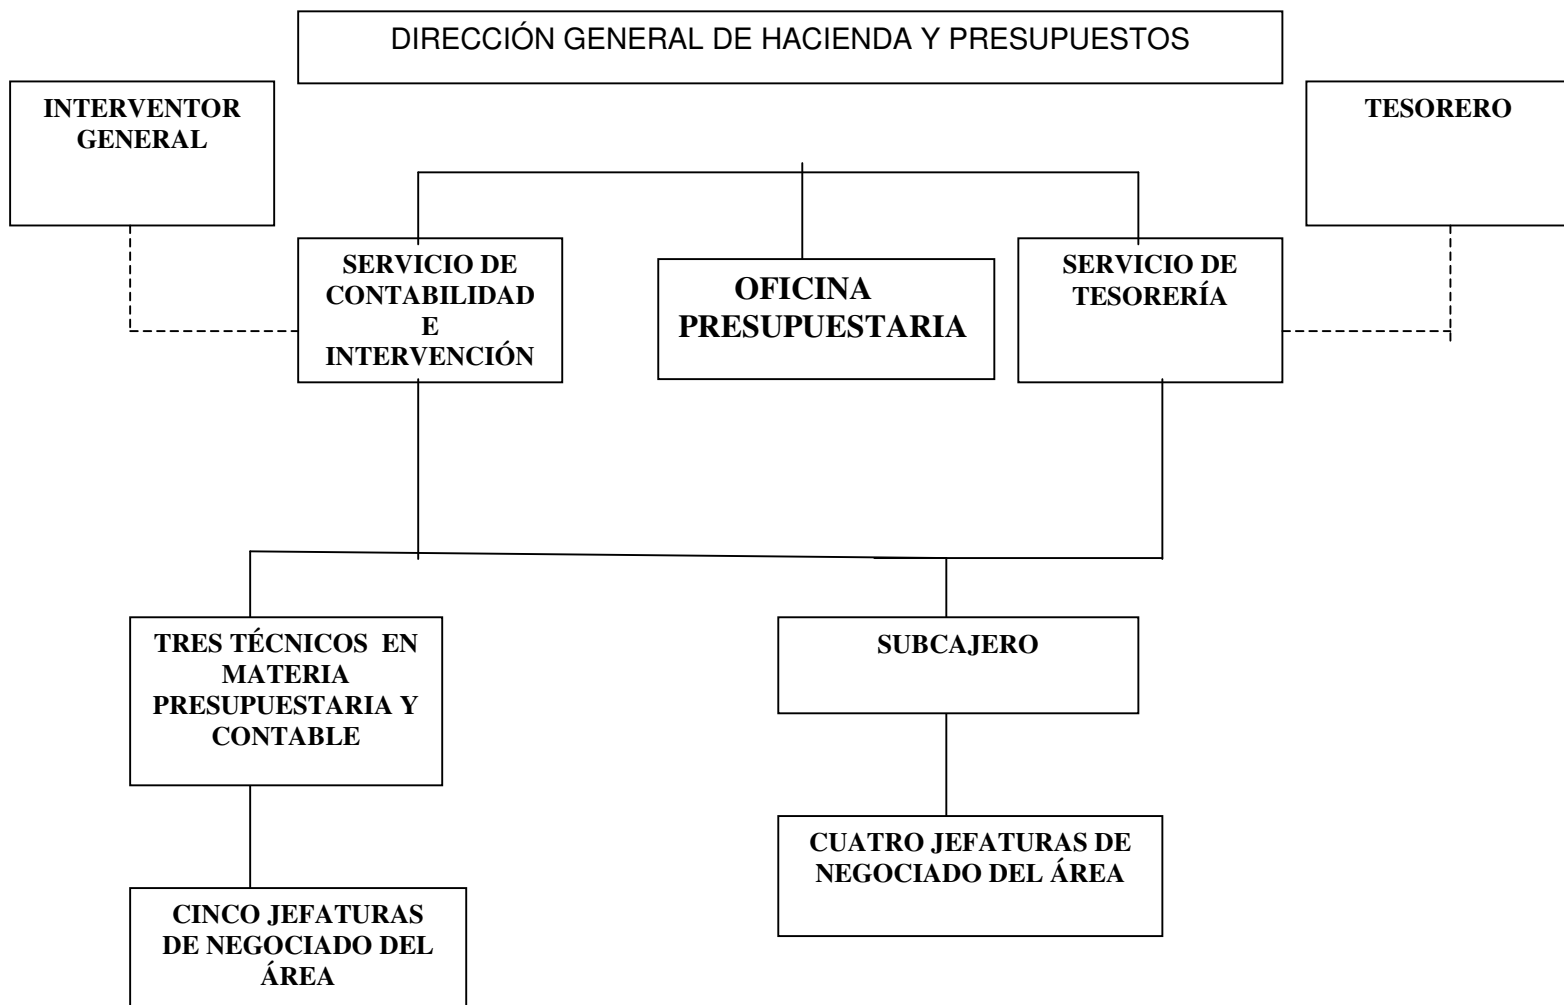 DIRECCIÓN GENERAL DE HACIENDA Y PRESUPUESTOS
INTERVENTOR
GENERAL
TESORERO
SERVICIO DE
CONTABILIDAD
E
INTERVENCIÓN
OFICINA
PRESUPUESTARIA
SERVICIO DE
TESORERÍA
TRES TÉCNICOS EN
MATERIA
PRESUPUESTARIA Y
CONTABLE
SUBCAJERO
CUATRO JEFATURAS DE
NEGOCIADO DEL ÁREA
CINCO JEFATURAS
DE NEGOCIADO DEL
ÁREA